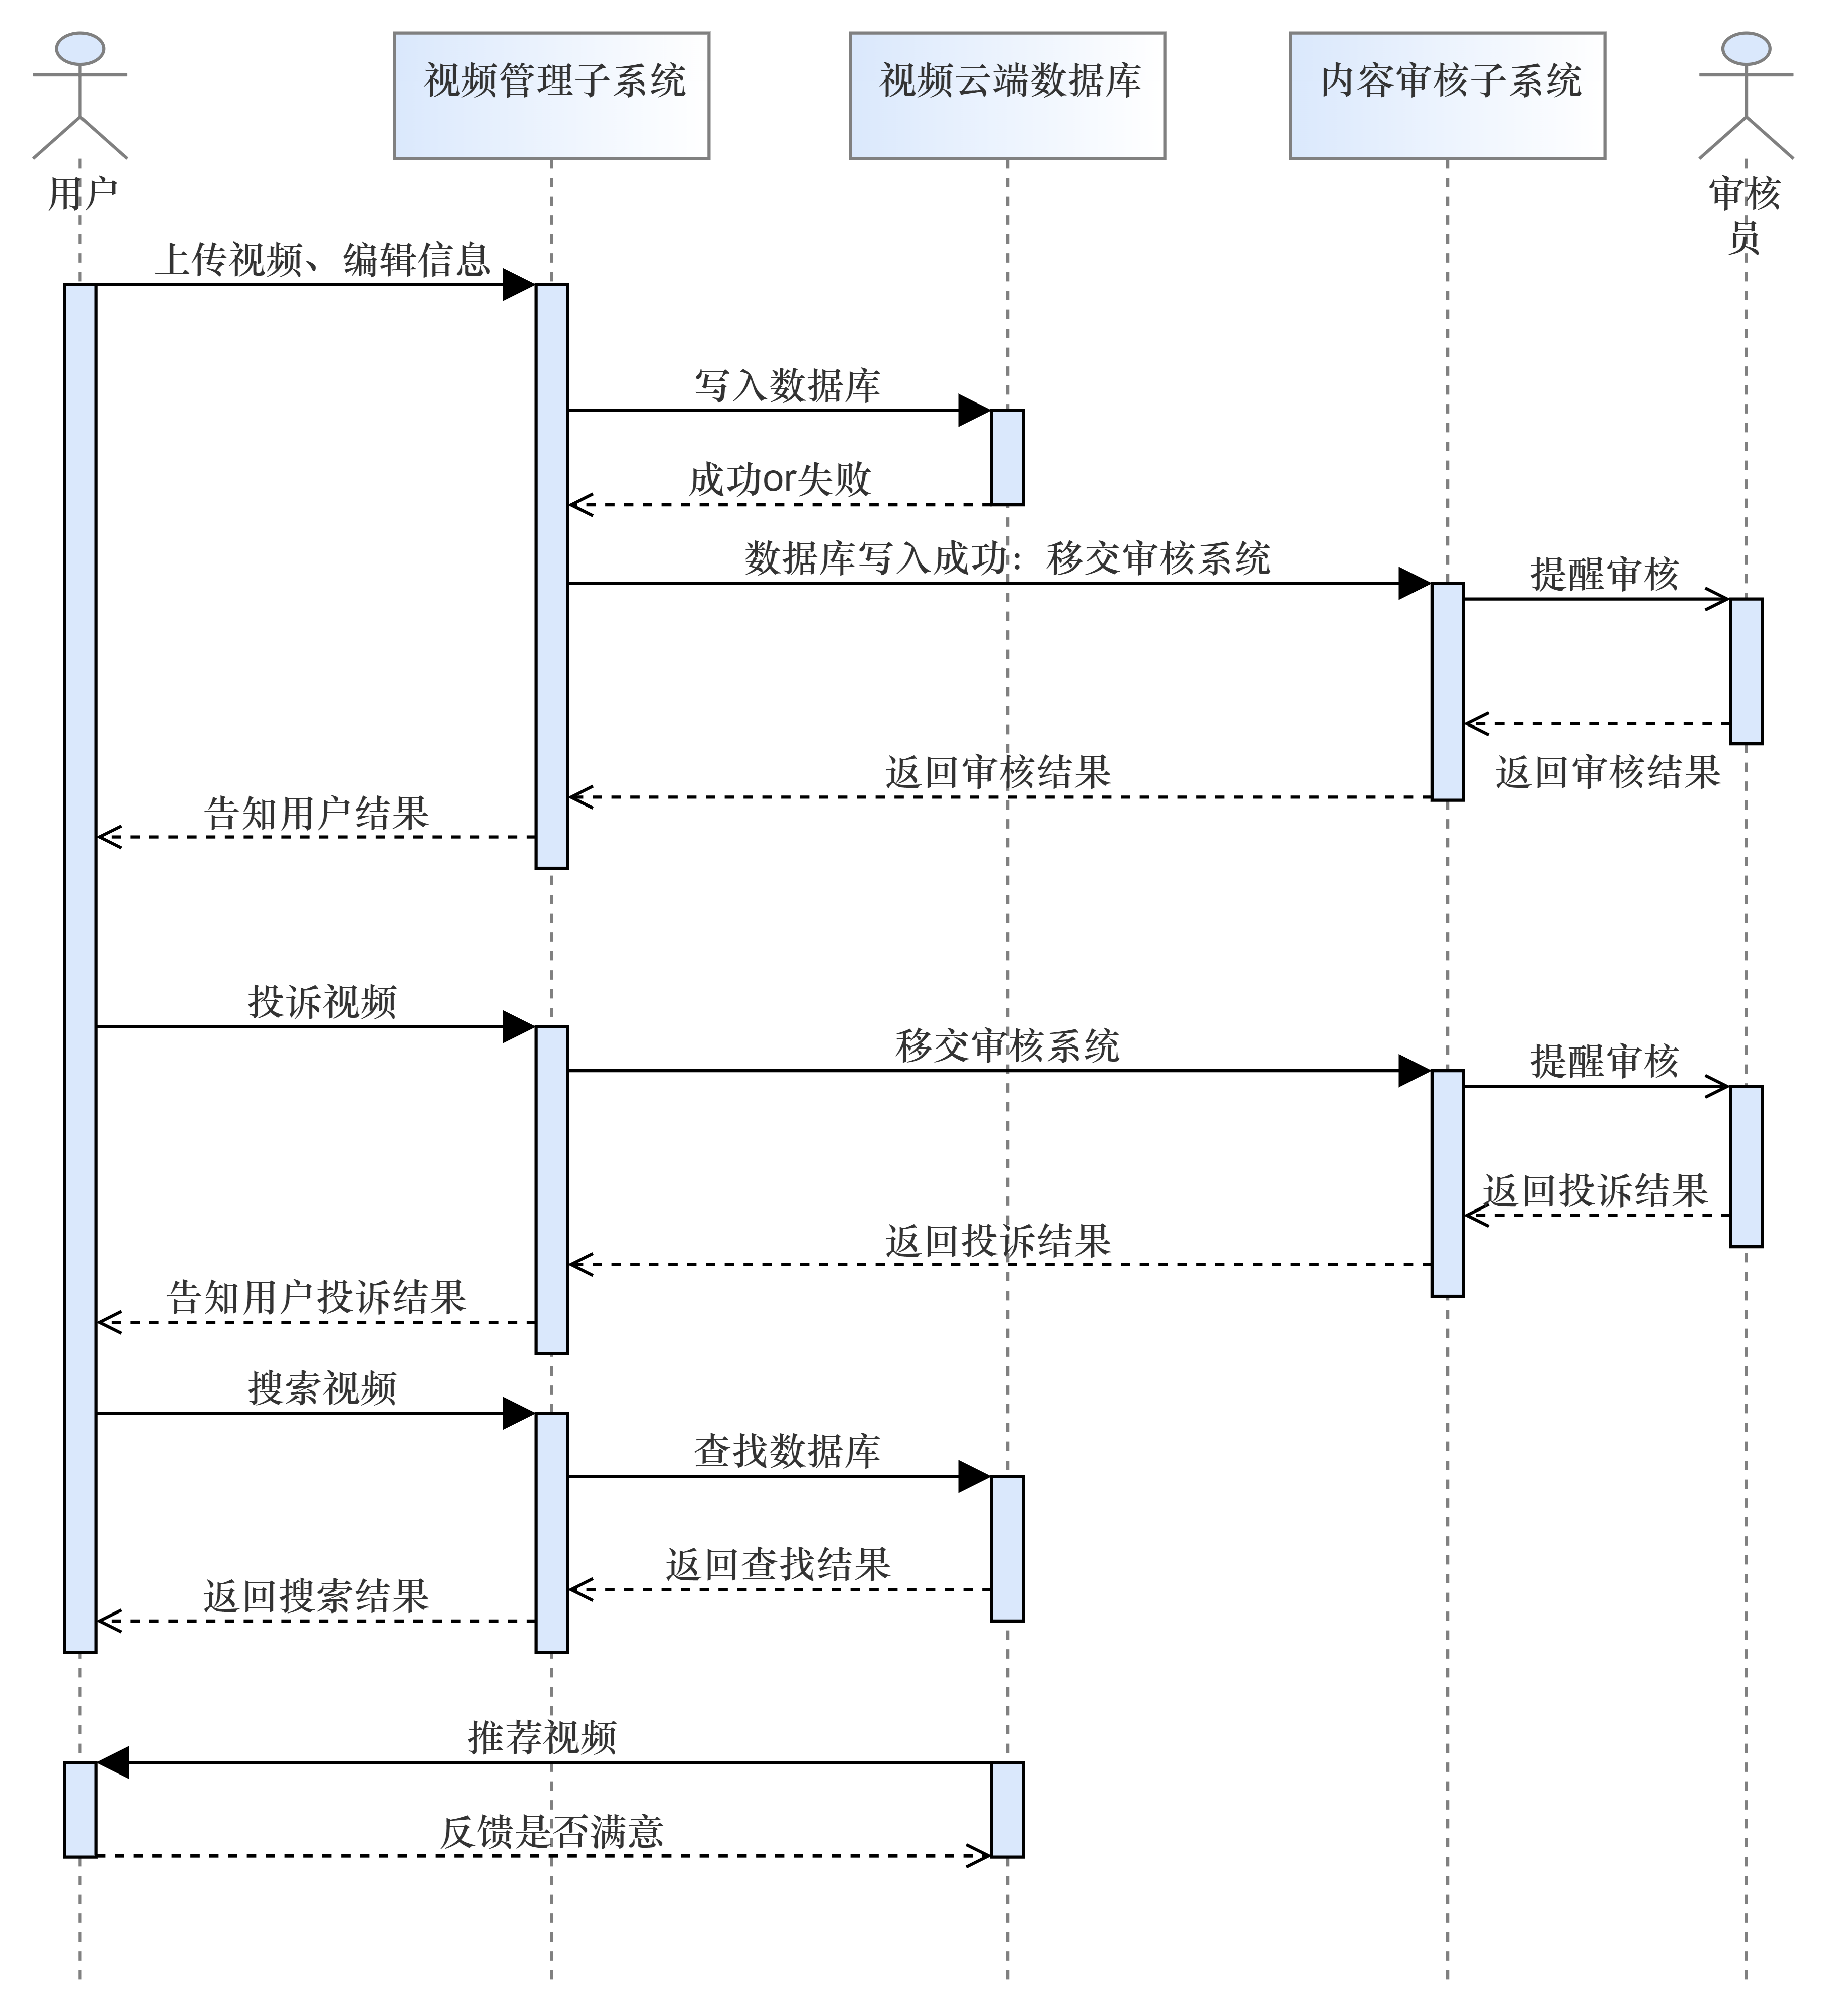 视频管理子系统
视频云端数据库
内容审核子系统
用户
审核
员
上传视频、编辑信息
写入数据库
成功or失败
数据库写入成功：移交审核系统
提醒审核
返回审核结果
返回审核结果
告知用户结果
投诉视频
移交审核系统
提醒审核
返回投诉结果
返回投诉结果
告知用户投诉结果
搜索视频
查找数据库
返回查找结果
返回搜索结果
推荐视频
反馈是否满意